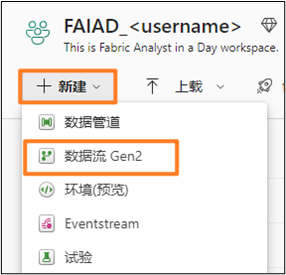 FAIAD_<username>
This is Fabric Analyst in a Day workspace.
新建 上载
数据管道
数据流 Gen2
环境(预览)
Eventstream
试验